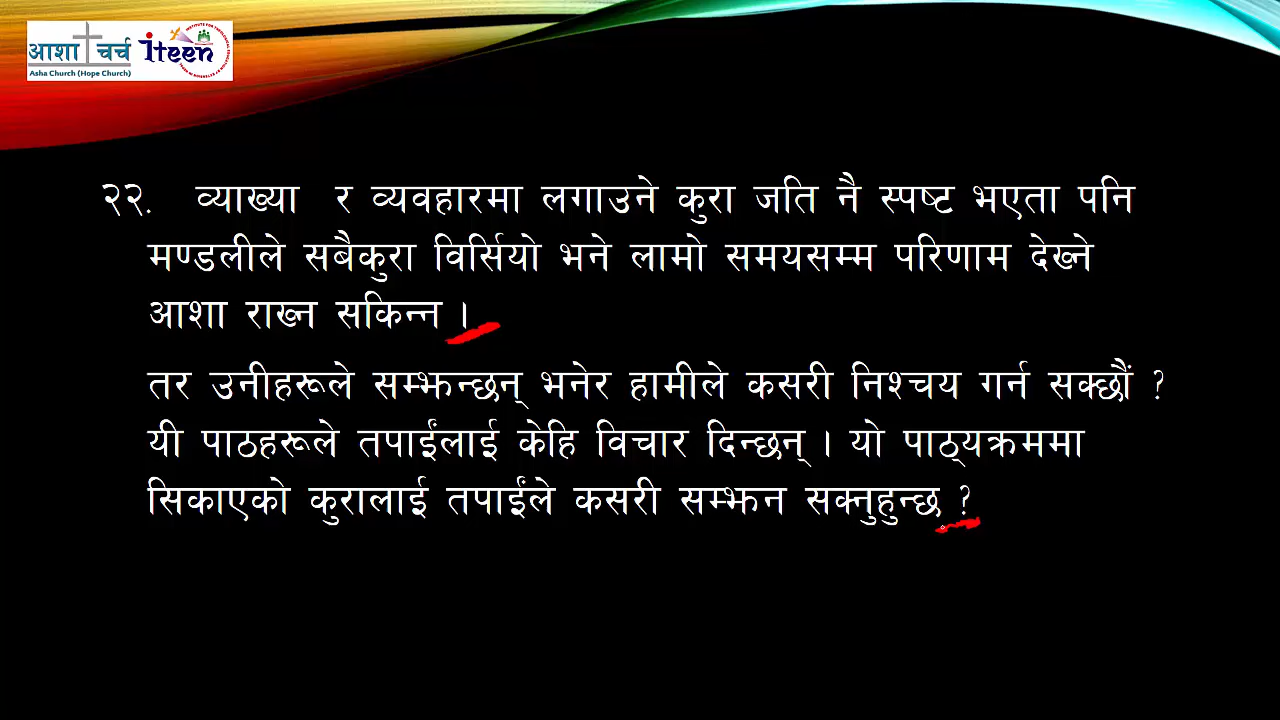 आशा चर्च iteen
Asha Church (Hope Church)
२२. व्याख्या र व्यवहारमा लगाउने कुरा जति नै स्पष्ट भएता पनि
मण्डलीले सबैकुरा विर्सियो भने लामो समयसम्म परिणाम देख्ने
आशा राख्न सकिन्न ।
तर उनीहरूले सम्झन्छन् भनेर हामीले कसरी निश्चय गर्न सक्छौं ?
यी पाठहरूले तपाईंलाई केहि विचार दिन्छन् । यो पाठ्यक्रममा
सिकाएको कुरालाई तपाईंले कसरी सम्झन सक्नुहुन्छ ?